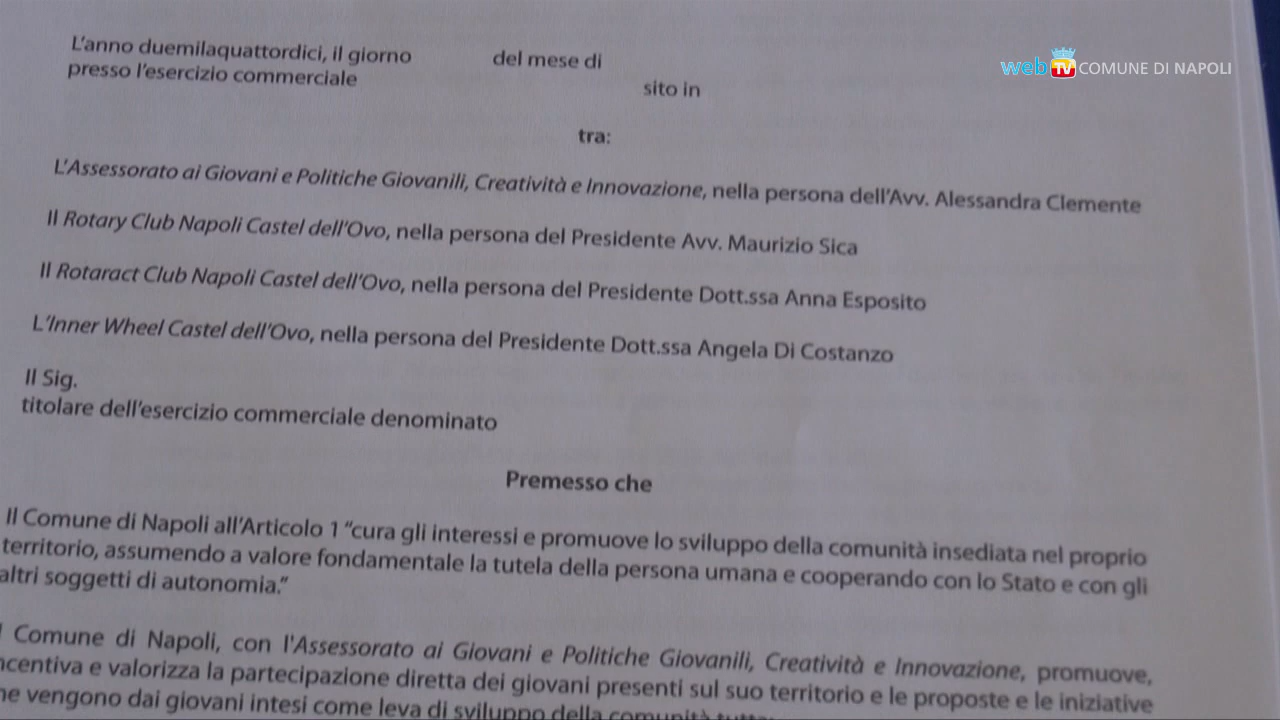 web TV COMUNE DI NAPOLI
L'anno duemilaquattordici, il giorno del mese di
presso l'esercizio commerciale sito in
tra:
L'Assessorato ai Giovani e Politiche Giovanili, Creatività e Innovazione, nella persona dell'Avv. Alessandra Clemente
Il Rotary Club Napoli Castel dell'Ovo, nella persona del Presidente Avv. Maurizio Sica
Il Rotaract Club Napoli Castel dell'Ovo, nella persona del Presidente Dott.ssa Anna Esposito
L'Inner Wheel Castel dell'Ovo, nella persona del Presidente Dott.ssa Angela Di Costanzo
Il Sig.
titolare dell'esercizio commerciale denominato
Premesso che
Il Comune di Napoli all'Articolo 1 "cura gli interessi e promuove lo sviluppo della comunità insediata nel proprio
territorio, assumendo a valore fondamentale la tutela della persona umana e cooperando con lo Stato e con gli
altri soggetti di autonomia."
Comune di Napoli, con l'Assessorato ai Giovani e Politiche Giovanili, Creatività e Innovazione, promuove,
ncentiva e valorizza la partecipazione diretta dei giovani presenti sul suo territorio e le proposte e le iniziative
he vengono dai giovani intesi come leva di sviluppo della comunità